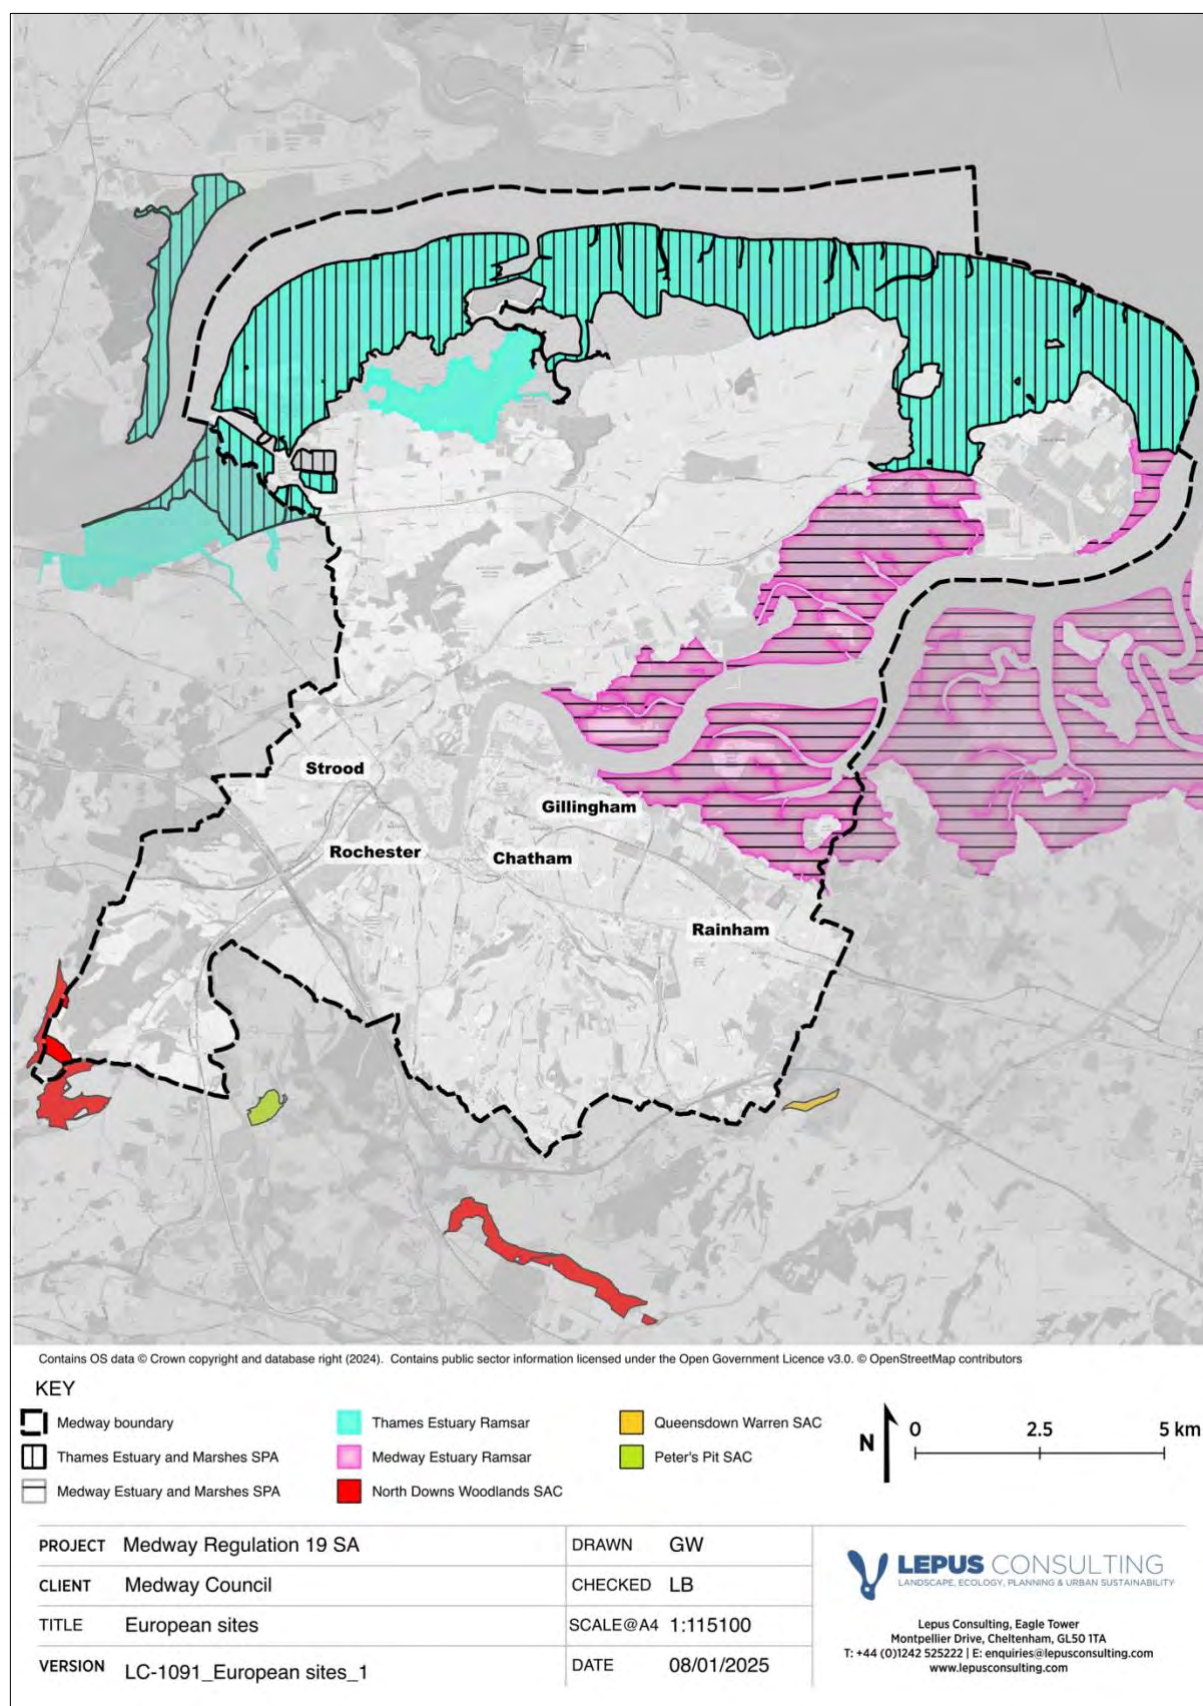 Strood
Gillingham
Rochester
Chatham
Rainham
Contains OS data © Crown copyright and database right (2024). Contains public sector information licensed under the Open Government Licence v3.0. © OpenStreetMap contributors
KEY
Medway boundary
Thames Estuary and Marshes SPA
Medway Estuary and Marshes SPA
Thames Estuary Ramsar
Medway Estuary Ramsar
North Downs Woodlands SAC
Queensdown Warren SAC
Peter's Pit SAC
N
0 2.5 5 km
PROJECT Medway Regulation 19 SA
CLIENT Medway Council
TITLE European sites
VERSION LC-1091_European sites_1
DRAWN GW
CHECKED LB
SCALE@A4 1:115100
DATE 08/01/2025
LEPUS CONSULTING
LANDSCAPE, ECOLOGY, PLANNING & URBAN SUSTAINABILITY
Lepus Consulting, Eagle Tower
Montpellier Drive, Cheltenham, GL50 1TA
T: +44 (0)1242 525222 | E: enquiries@lepusconsulting.com
www.lepusconsulting.com